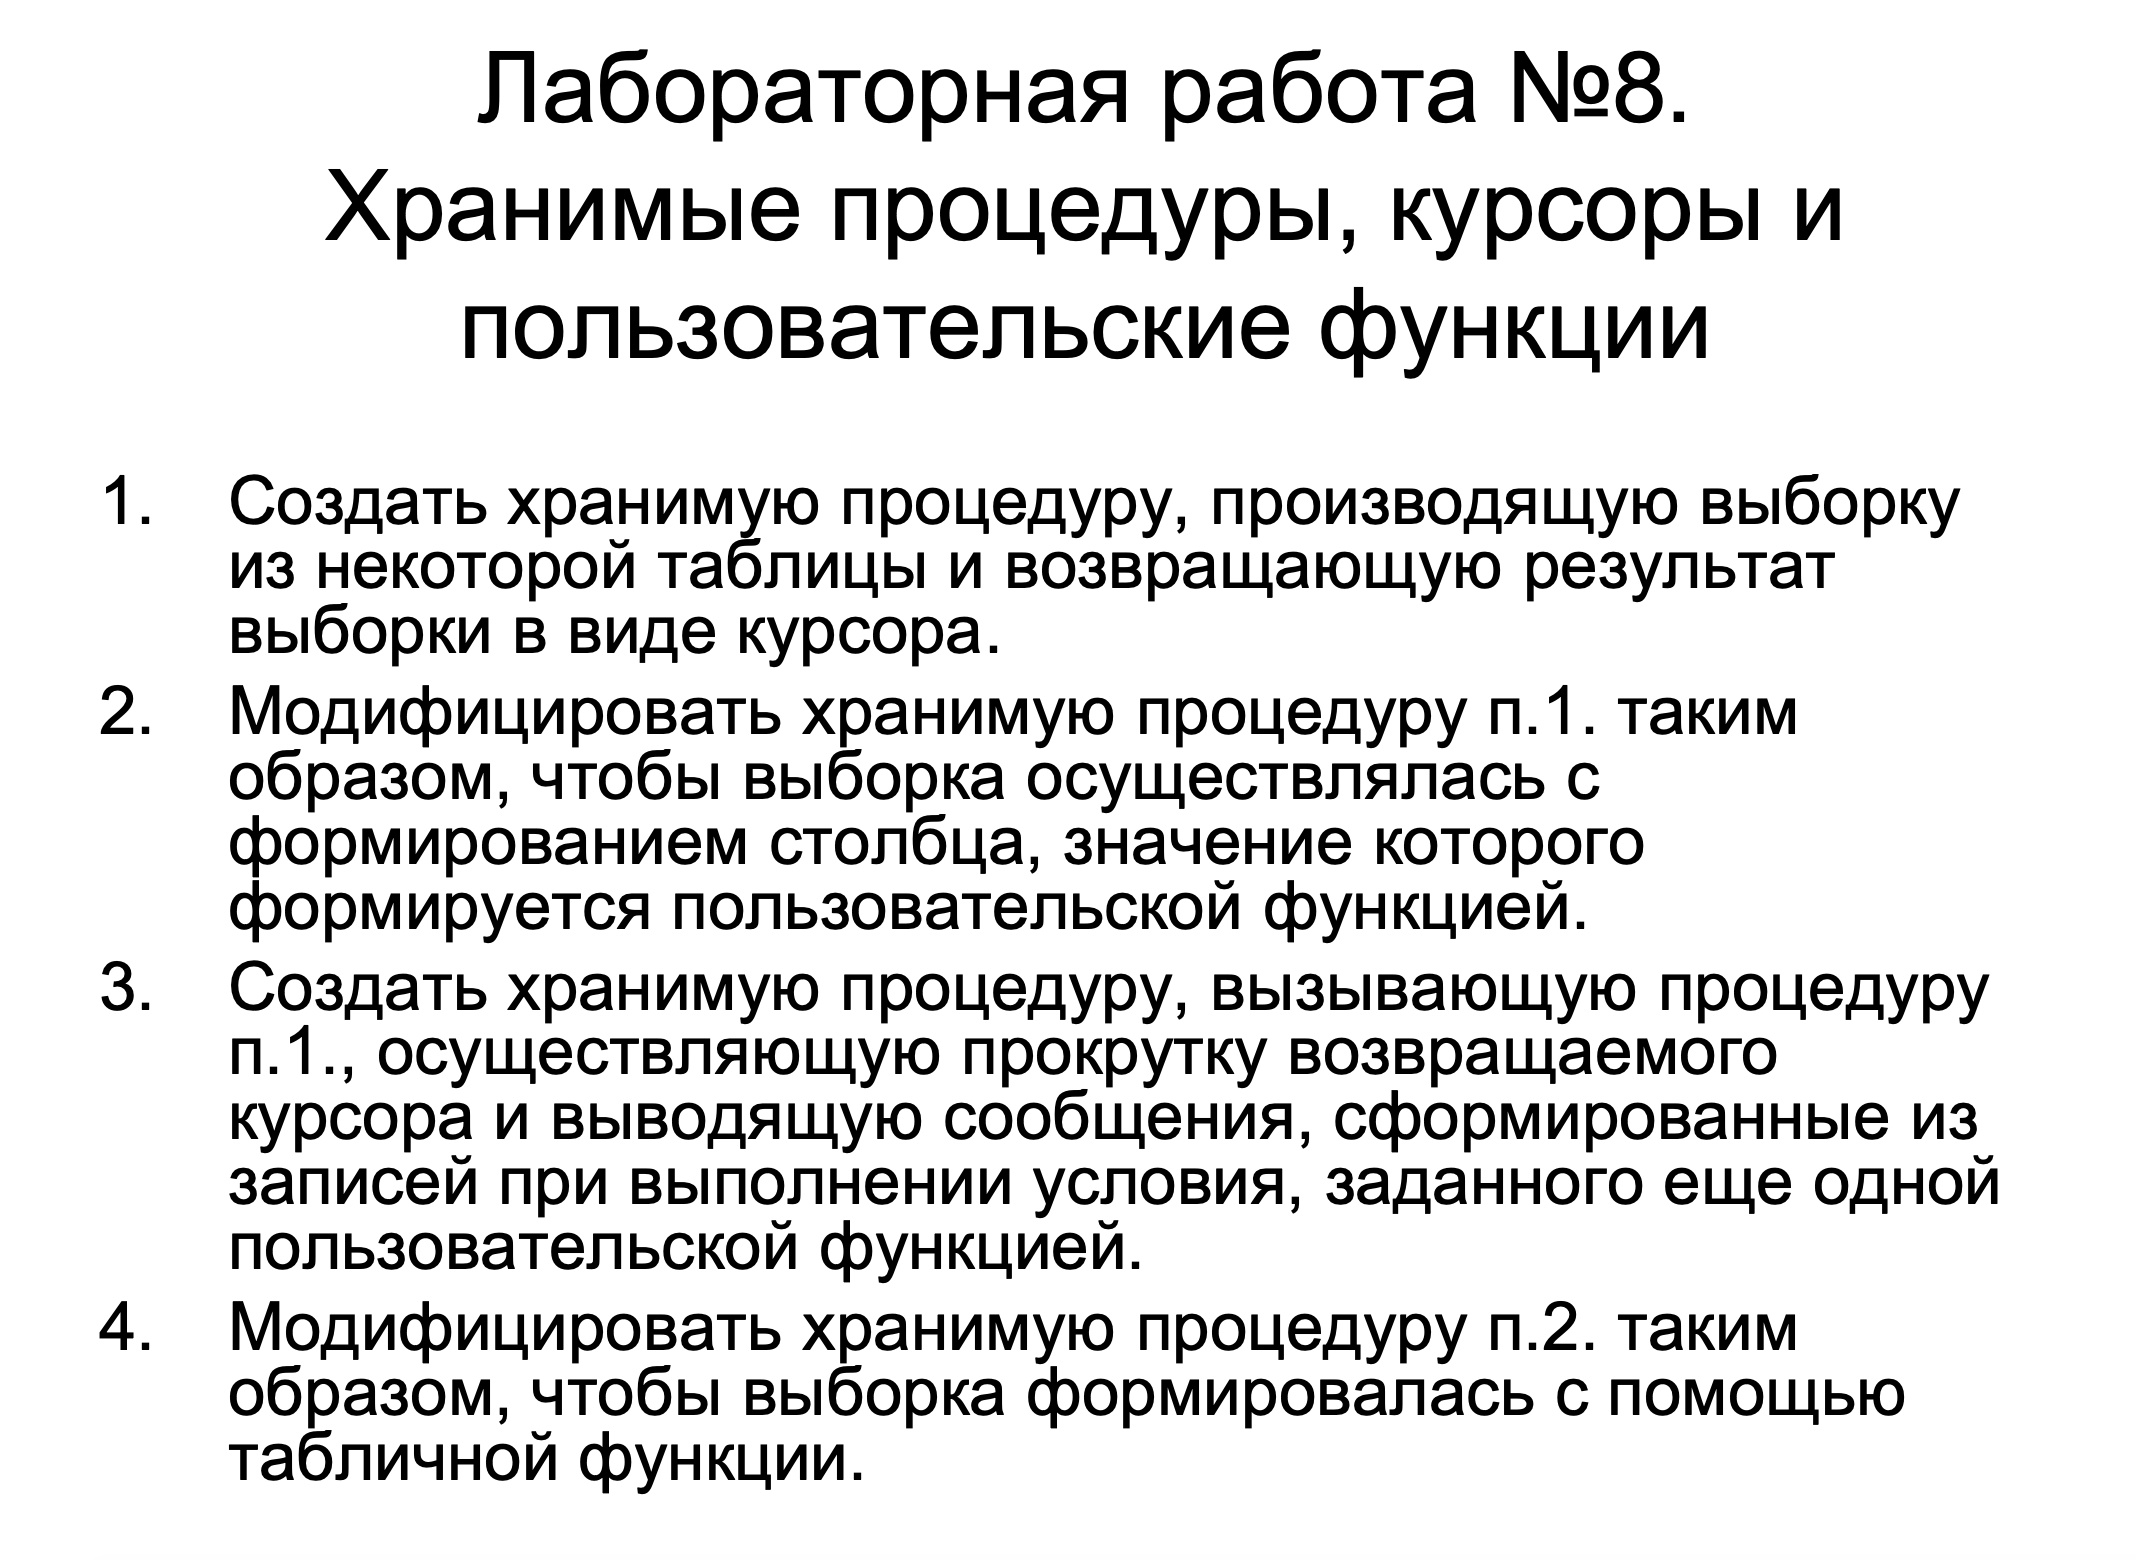 Лабораторная работа №8.
Хранимые процедуры, курсоры и
пользовательские функции
1. Создать хранимую процедуру, производящую выборку
из некоторой таблицы и возвращающую результат
выборки в виде курсора.
2. Модифицировать хранимую процедуру п.1. таким
образом, чтобы выборка осуществлялась с
формированием столбца, значение которого
формируется пользовательской функцией.
3. Создать хранимую процедуру, вызывающую процедуру
п.1., осуществляющую прокрутку возвращаемого
курсора и выводящую сообщения, сформированные из
записей при выполнении условия, заданного еще одной
пользовательской функцией.
4. Модифицировать хранимую процедуру п.2. таким
образом, чтобы выборка формировалась с помощью
табличной функции.